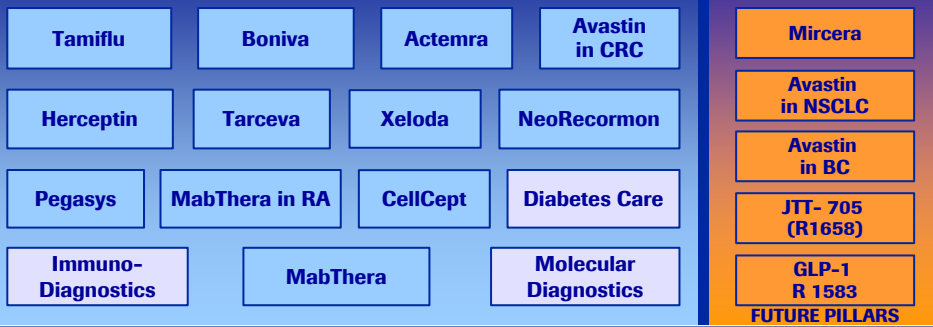 Tamiflu
Boniva
Actemra
Avastin
in CRC
Herceptin
Tarceva
Xeloda
NeoRecormon
Pegasys
MabThera in RA
CellCept
Diabetes Care
Immuno-
Diagnostics
MabThera
Molecular
Diagnostics
Mircera
Avastin
in NSCLC
Avastin
in BC
JTT- 705
(R1658)
GLP-1
R 1583
FUTURE PILLARS